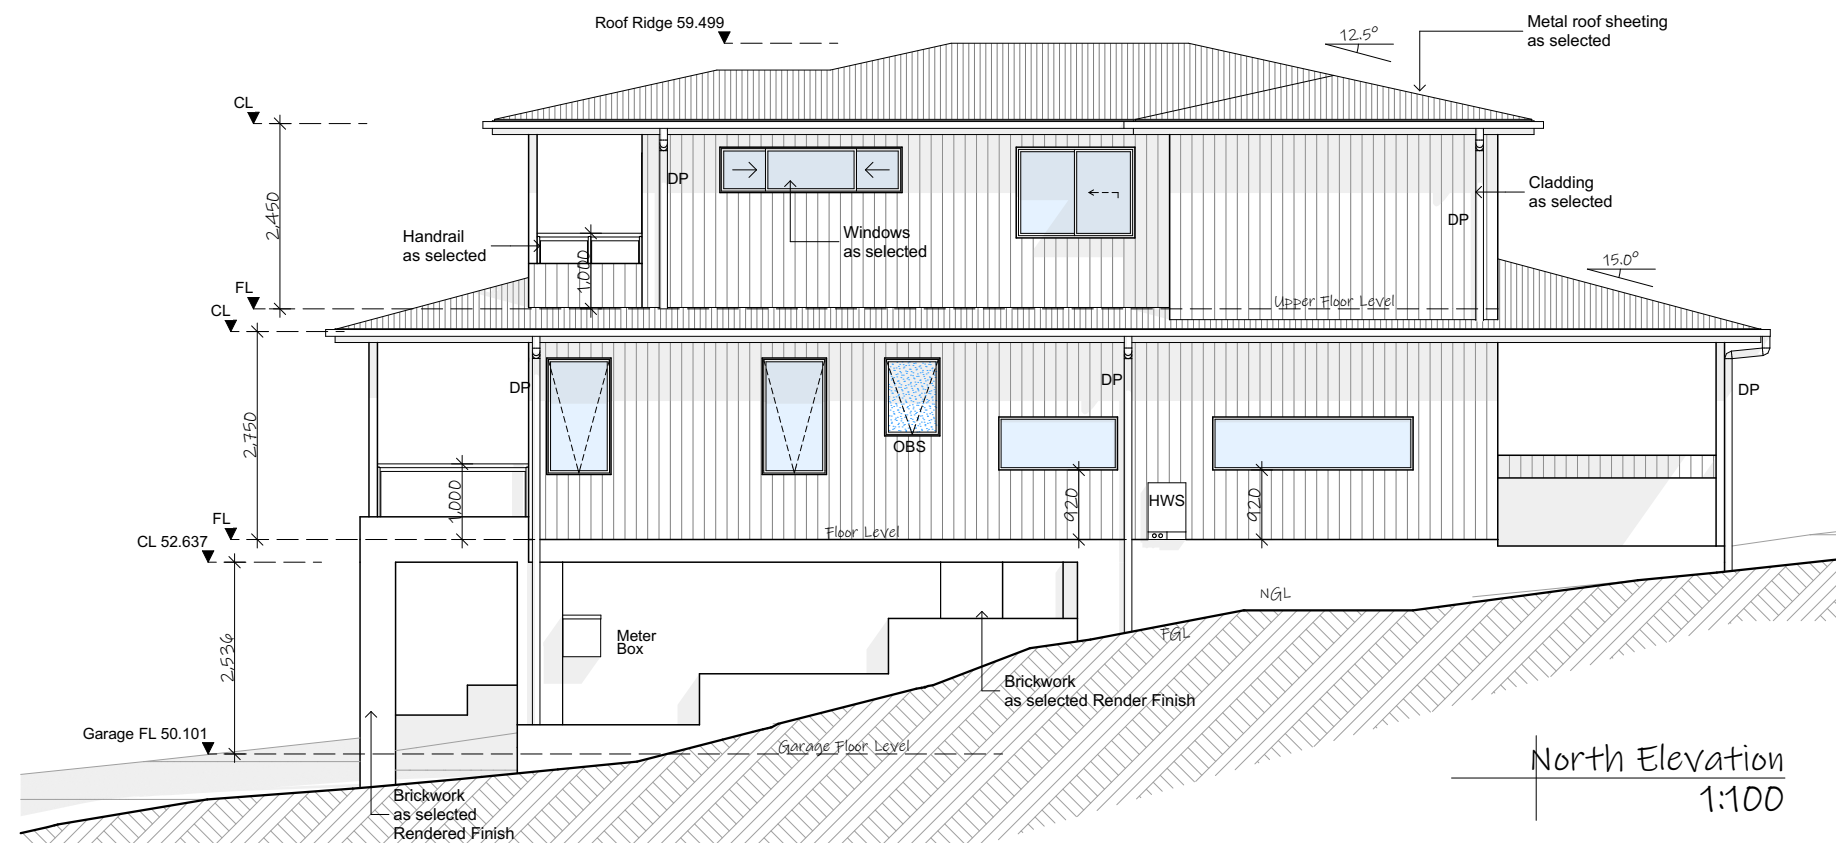 Roof Ridge 59.499
12.5°
Metal roof sheeting
as selected
CL
DP
Cladding
as selected
2,450
DP
Handrail
as selected
Windows
as selected
1,000
15.0°
FL
Upper Floor Level
CL
DP
DP
DP
2,750
OBS
1,000
920
HWS
920
FL
Floor Level
CL 52.637
NGL
FGL
2,536
Meter
Box
Brickwork
as selected Render Finish
Garage FL 50.101
Garage Floor Level
North Elevation
1:100
Brickwork
as selected
Rendered Finish